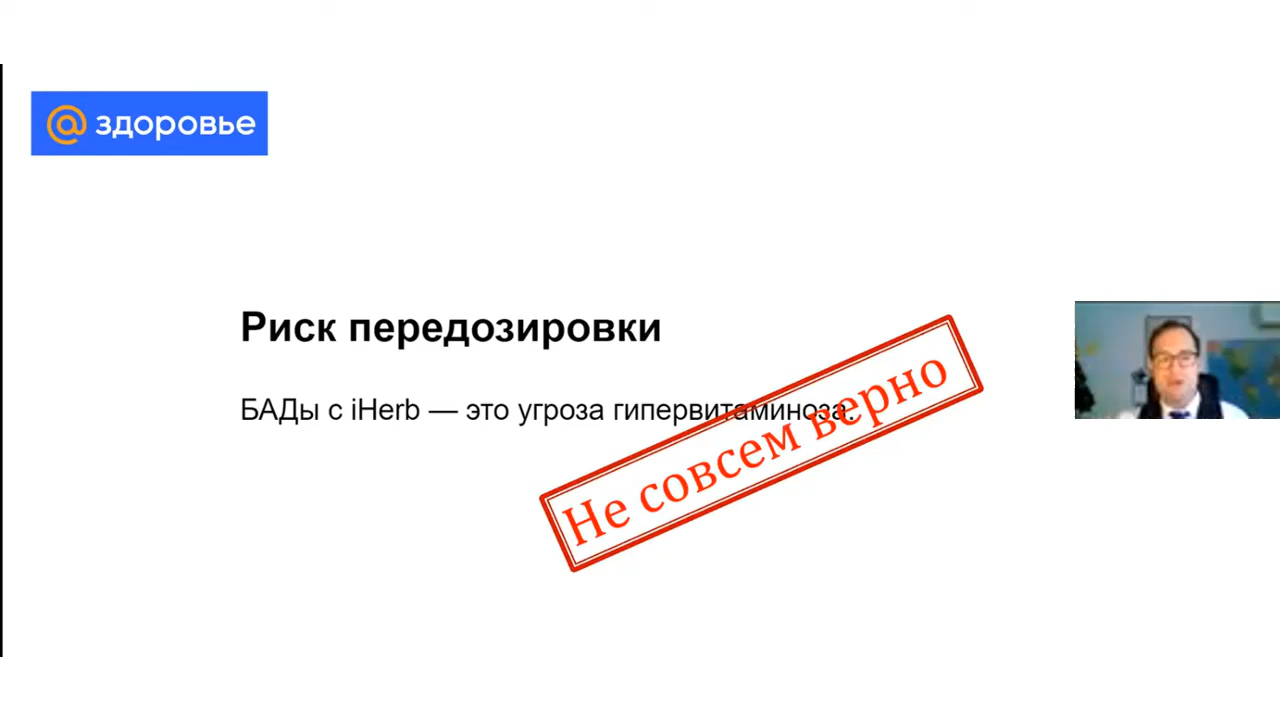 @ здоровье
Риск передозировки
БАДы с iHerb — это угроза гипервитаминоза.
Не совсем верно